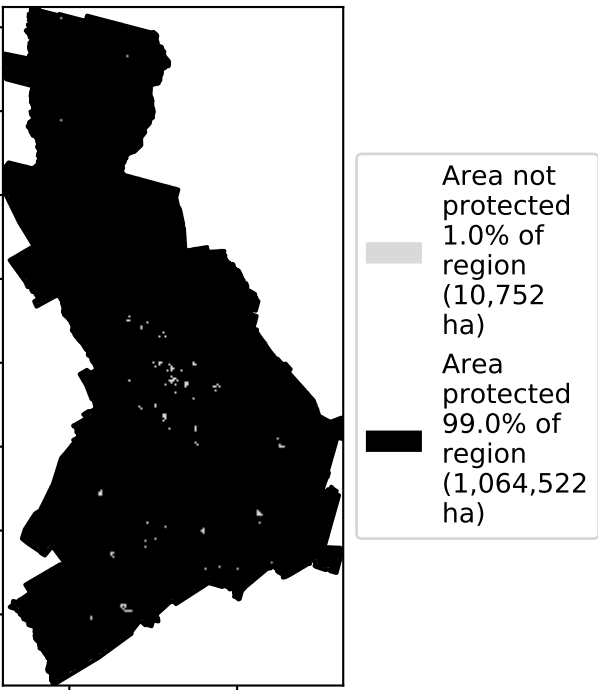 Area not
protected
1.0% of
region
(10,752
ha)
Area
protected
99.0% of
region
(1,064,522
ha)